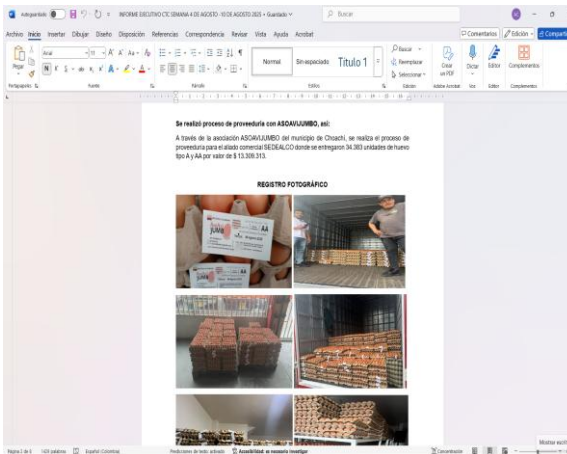 Autoguardado
INFORME EJECUTIVO CTC SEMANA 4 DE AGOSTO -10 DE AGOSTO 2025 • Guardado
Buscar
Archivo Inicio Insertar Dibujar Diseño Disposición Referencias Correspondencia Revisar Vista Ayuda Acrobat
Comentarios Edición Compartir
Pegar
Arial
Normal Sin espaciado Título 1
Buscar
Reemplazar
Seleccionar
Crear un PDF
Dictar Editor Complementos
Portapapeles Fuente Párrafo Estilos Edición Adobe Acrobat Voz Editor Complementos
Se realizó proceso de proveeduría con ASOAVIJUMBO, así:
A través de la asociación ASOAVIJUMBO del municipio de Choachí, se realiza el proceso de
proveeduría para el aliado comercial SEDEALCO donde se entregaron 34.383 unidades de huevo
tipo A y AA por valor de $ 13.309.313.
REGISTRO FOTOGRÁFICO
AA
Español (Colombia)
Predicciones de texto: activado
Accesibilidad: es necesario investigar
Concentración